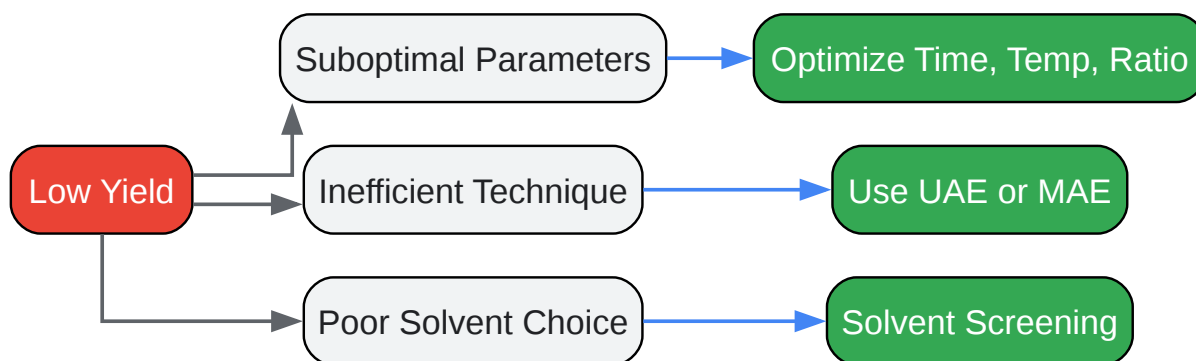 Suboptimal Parameters
Optimize Time, Temp, Ratio
Low Yield
Inefficient Technique
Use UAE or MAE
Poor Solvent Choice
Solvent Screening